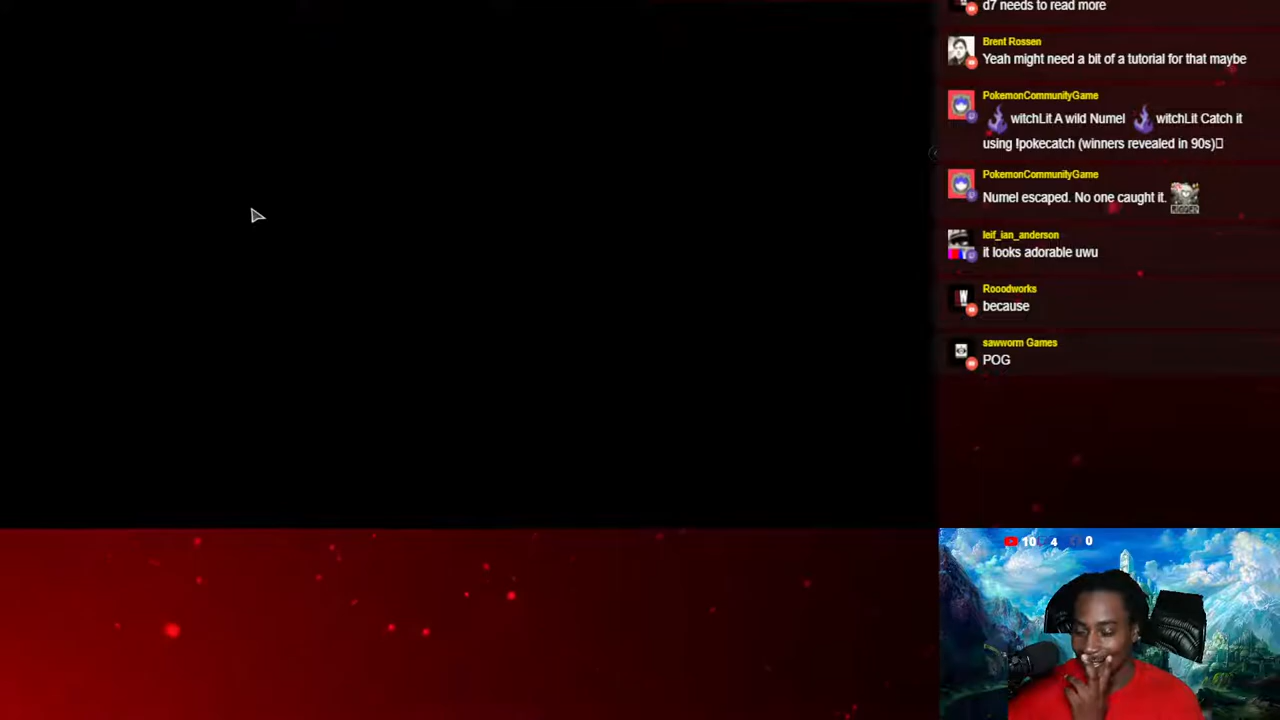 d7 needs to read more
Brent Rossen
Yeah might need a bit of a tutorial for that maybe
PokemonCommunityGame
witchLit A wild Numel witchLit Catch it
using !pokecatch (winners revealed in 90s)
PokemonCommunityGame
Numel escaped. No one caught it.
leif_ian_anderson
it looks adorable uwu
Rooodworks
because
sawworm Games
POG
10 4 0